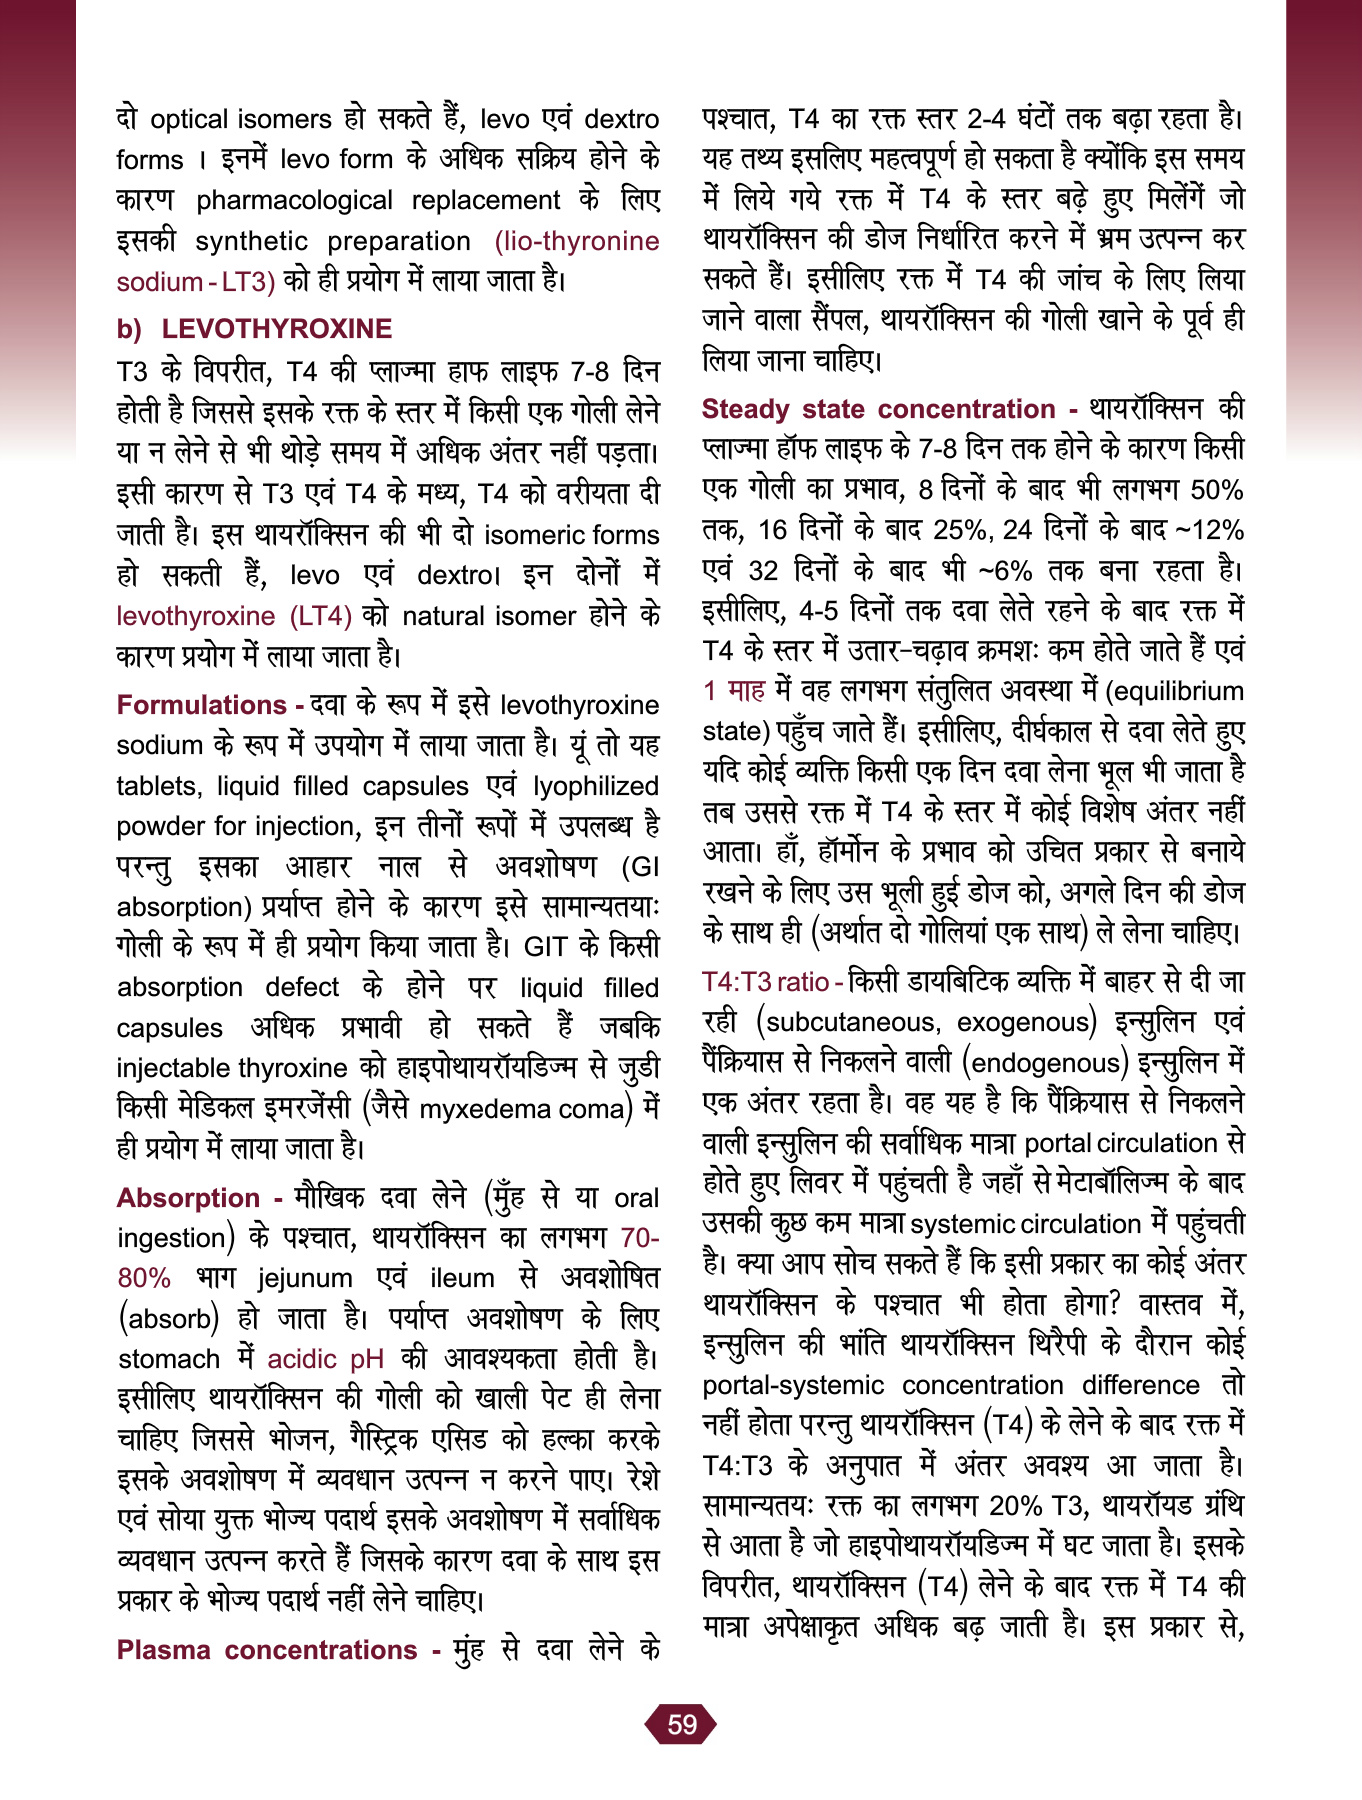 दो optical isomers हो सकते हैं, levo एवं dextro
forms । इनमें levo form के अधिक सक्रिय होने के
कारण pharmacological replacement के लिए
इसकी synthetic preparation (lio-thyronine
sodium - LT3) को ही प्रयोग में लाया जाता है।
b) LEVOTHYROXINE
T3 के विपरीत, T4 की प्लाज्मा हाफ लाइफ 7-8 दिन
होती है जिससे इसके रक्त के स्तर में किसी एक गोली लेने
या न लेने से भी थोड़े समय में अधिक अंतर नहीं पड़ता।
इसी कारण से T3 एवं T4 के मध्य, T4 को वरीयता दी
जाती है। इस थायरॉक्सिन की भी दो isomeric forms
हो सकती हैं, levo एवं dextro। इन दोनों में
levothyroxine (LT4) को natural isomer होने के
कारण प्रयोग में लाया जाता है।
Formulations - दवा के रूप में इसे levothyroxine
sodium के रूप में उपयोग में लाया जाता है। यूं तो यह
tablets, liquid filled capsules एवं lyophilized
powder for injection, इन तीनों रूपों में उपलब्ध है
परन्तु इसका आहार नाल से अवशोषण (GI
absorption) प्रर्याप्त होने के कारण इसे सामान्यतयाः
गोली के रूप में ही प्रयोग किया जाता है। GIT के किसी
absorption defect के होने पर liquid filled
capsules अधिक प्रभावी हो सकते हैं जबकि
injectable thyroxine को हाइपोथायरॉयडिज्म से जुडी
किसी मेडिकल इमरजेंसी (जैसे myxedema coma) में
ही प्रयोग में लाया जाता है।
Absorption - मौखिक दवा लेने (मुँह से या oral
ingestion) के पश्चात, थायरॉक्सिन का लगभग 70-
80% भाग jejunum एवं ileum से अवशोषित
(absorb) हो जाता है। पर्याप्त अवशोषण के लिए
stomach में acidic pH की आवश्यकता होती है।
इसीलिए थायरॉक्सिन की गोली को खाली पेट ही लेना
चाहिए जिससे भोजन, गैस्ट्रिक एसिड को हल्का करके
इसके अवशोषण में व्यवधान उत्पन्न न करने पाए। रेशे
एवं सोया युक्त भोज्य पदार्थ इसके अवशोषण में सर्वाधिक
व्यवधान उत्पन्न करते हैं जिसके कारण दवा के साथ इस
प्रकार के भोज्य पदार्थ नहीं लेने चाहिए।
Plasma concentrations - मुंह से दवा लेने के
पश्चात, T4 का रक्त स्तर 2-4 घंटों तक बढ़ा रहता है।
यह तथ्य इसलिए महत्वपूर्ण हो सकता है क्योंकि इस समय
में लिये गये रक्त में T4 के स्तर बढ़े हुए मिलेंगें जो
थायरॉक्सिन की डोज निर्धारित करने में भ्रम उत्पन्न कर
सकते हैं। इसीलिए रक्त में T4 की जांच के लिए लिया
जाने वाला सैंपल, थायरॉक्सिन की गोली खाने के पूर्व ही
लिया जाना चाहिए।
Steady state concentration - थायरॉक्सिन की
प्लाज्मा हॉफ लाइफ के 7-8 दिन तक होने के कारण किसी
एक गोली का प्रभाव, 8 दिनों के बाद भी लगभग 50%
तक, 16 दिनों के बाद 25%, 24 दिनों के बाद ~12%
एवं 32 दिनों के बाद भी ~6% तक बना रहता है।
इसीलिए, 4-5 दिनों तक दवा लेते रहने के बाद रक्त में
T4 के स्तर में उतार-चढ़ाव क्रमशः कम होते जाते हैं एवं
1 माह में वह लगभग संतुलित अवस्था में (equilibrium
state) पहुँच जाते हैं। इसीलिए, दीर्घकाल से दवा लेते हुए
यदि कोई व्यक्ति किसी एक दिन दवा लेना भूल भी जाता है
तब उससे रक्त में T4 के स्तर में कोई विशेष अंतर नहीं
आता। हाँ, हॉर्मोन के प्रभाव को उचित प्रकार से बनाये
रखने के लिए उस भूली हुई डोज को, अगले दिन की डोज
के साथ ही (अर्थात दो गोलियां एक साथ) ले लेना चाहिए।
T4:T3 ratio - किसी डायबिटिक व्यक्ति में बाहर से दी जा
रही (subcutaneous, exogenous) इन्सुलिन एवं
पैंक्रियास से निकलने वाली (endogenous) इन्सुलिन में
एक अंतर रहता है। वह यह है कि पैंक्रियास से निकलने
वाली इन्सुलिन की सर्वाधिक मात्रा portal circulation से
होते हुए लिवर में पहुंचती है जहाँ से मेटाबॉलिज्म के बाद
उसकी कुछ कम मात्रा systemic circulation में पहुंचती
है। क्या आप सोच सकते हैं कि इसी प्रकार का कोई अंतर
थायरॉक्सिन के पश्चात भी होता होगा? वास्तव में,
इन्सुलिन की भांति थायरॉक्सिन थिरैपी के दौरान कोई
portal-systemic concentration difference तो
नहीं होता परन्तु थायरॉक्सिन (T4) के लेने के बाद रक्त में
T4:T3 के अनुपात में अंतर अवश्य आ जाता है।
सामान्यतयः रक्त का लगभग 20% T3, थायरॉयड ग्रंथि
से आता है जो हाइपोथायरॉयडिज्म में घट जाता है। इसके
विपरीत, थायरॉक्सिन (T4) लेने के बाद रक्त में T4 की
मात्रा अपेक्षाकृत अधिक बढ़ जाती है। इस प्रकार से,
59